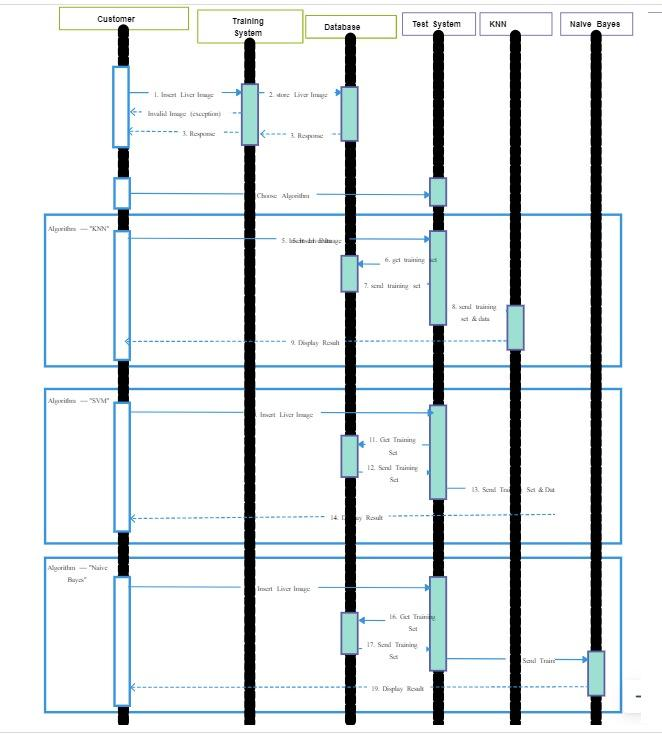 Customer
Training
System
Database
Test System
KNN
Naive Bayes
1. Insert Liver Image
2. store Liver Image
Invalid Image (exception)
3. Response
3. Response
Choose Algorithm
Algorithm — "KNN"
5.
6. get training set
7. send training set
8. send training
set & data
9. Display Result
Algorithm — "SVM"
Insert Liver Image
11. Get Training
Set
12. Send Training
Set
13. Send Set & Dat
14. Result
Algorithm — "Naive
Bayes"
Insert Liver Image
16. Get Training
Set
17. Send Training
Set
Send Traini
19. Display Result